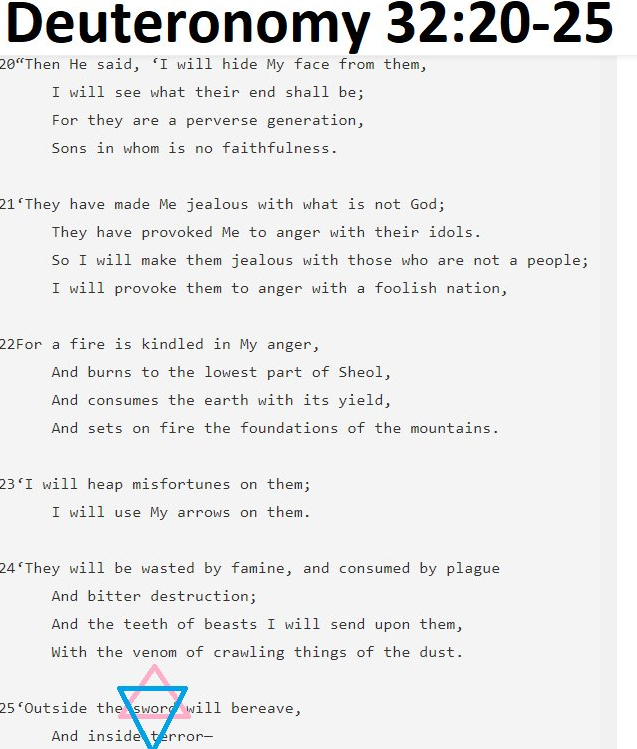 Deuteronomy 32:20-25
20“Then He said, ‘I will hide My face from them,
I will see what their end shall be;
For they are a perverse generation,
Sons in whom is no faithfulness.
21‘They have made Me jealous with what is not God;
They have provoked Me to anger with their idols.
So I will make them jealous with those who are not a people;
I will provoke them to anger with a foolish nation,
22For a fire is kindled in My anger,
And burns to the lowest part of Sheol,
And consumes the earth with its yield,
And sets on fire the foundations of the mountains.
23‘I will heap misfortunes on them;
I will use My arrows on them.
24‘They will be wasted by famine, and consumed by plague
And bitter destruction;
And the teeth of beasts I will send upon them,
With the venom of crawling things of the dust.
25‘Outside the sword will bereave,
And inside terror—